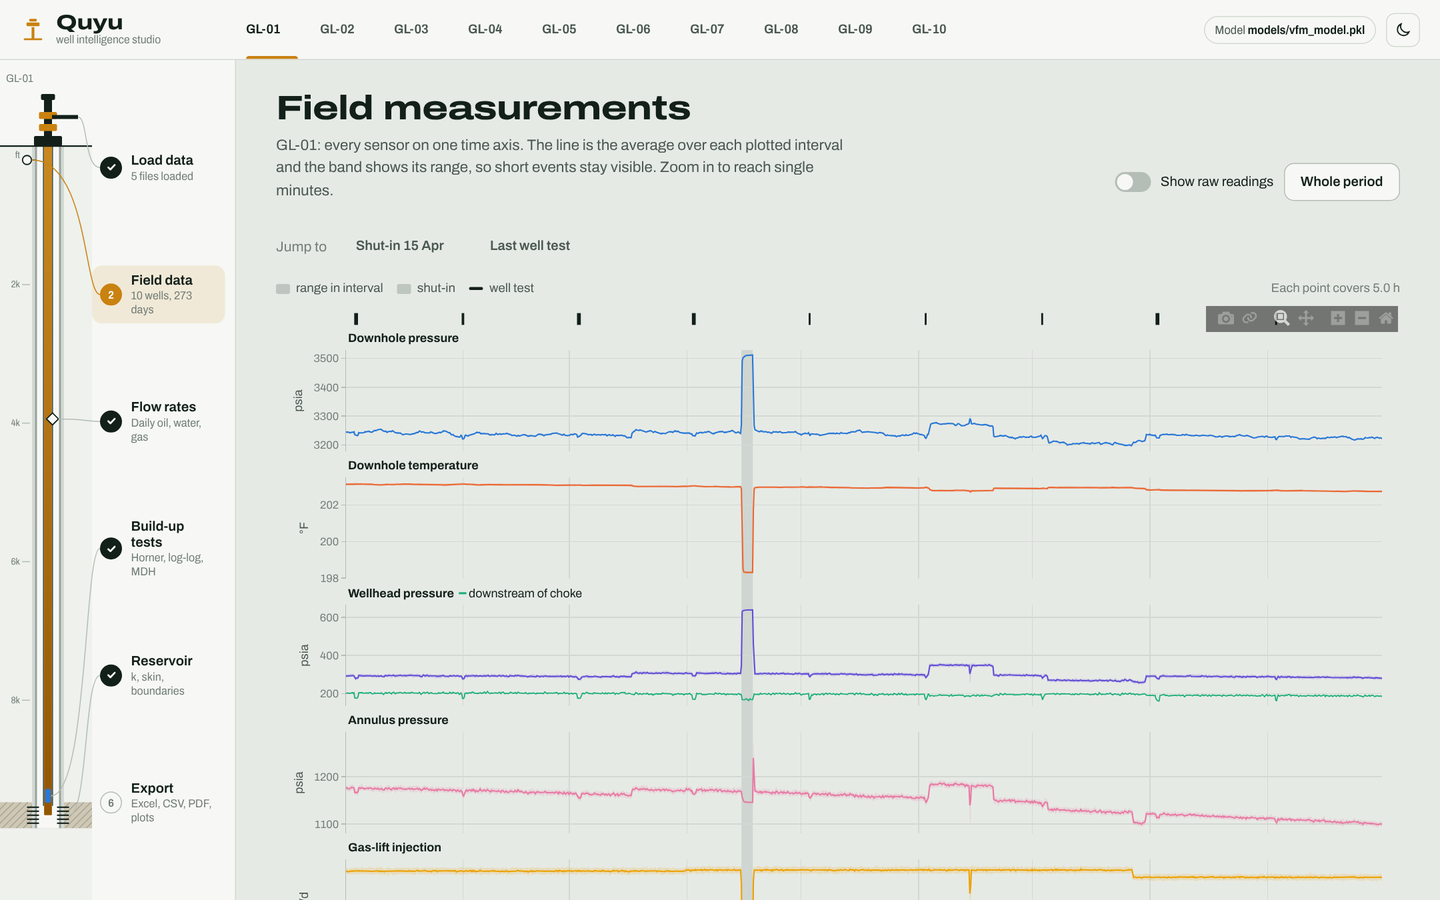 Quyu
well intelligence studio
GL-01
GL-02
GL-03
GL-04
GL-05
GL-06
GL-07
GL-08
GL-09
GL-10
Model models/vfm_model.pkl
GL-01
ft
2k
4k
6k
8k
Load data
5 files loaded
2
Field data
10 wells, 273
days
Flow rates
Daily oil, water,
gas
Build-up
tests
Horner, log-log,
MDH
Reservoir
k, skin,
boundaries
6
Export
Excel, CSV, PDF,
plots
Field measurements
GL-01: every sensor on one time axis. The line is the average over each plotted interval
and the band shows its range, so short events stay visible. Zoom in to reach single
minutes.
Show raw readings
Whole period
Jump to
Shut-in 15 Apr
Last well test
range in interval
shut-in
well test
Each point covers 5.0 h
Downhole pressure
3500
3400
3300
3200
psia
Downhole temperature
202
200
198
°F
Wellhead pressure
downstream of choke
600
400
200
psia
Annulus pressure
1200
1100
psia
Gas-lift injection